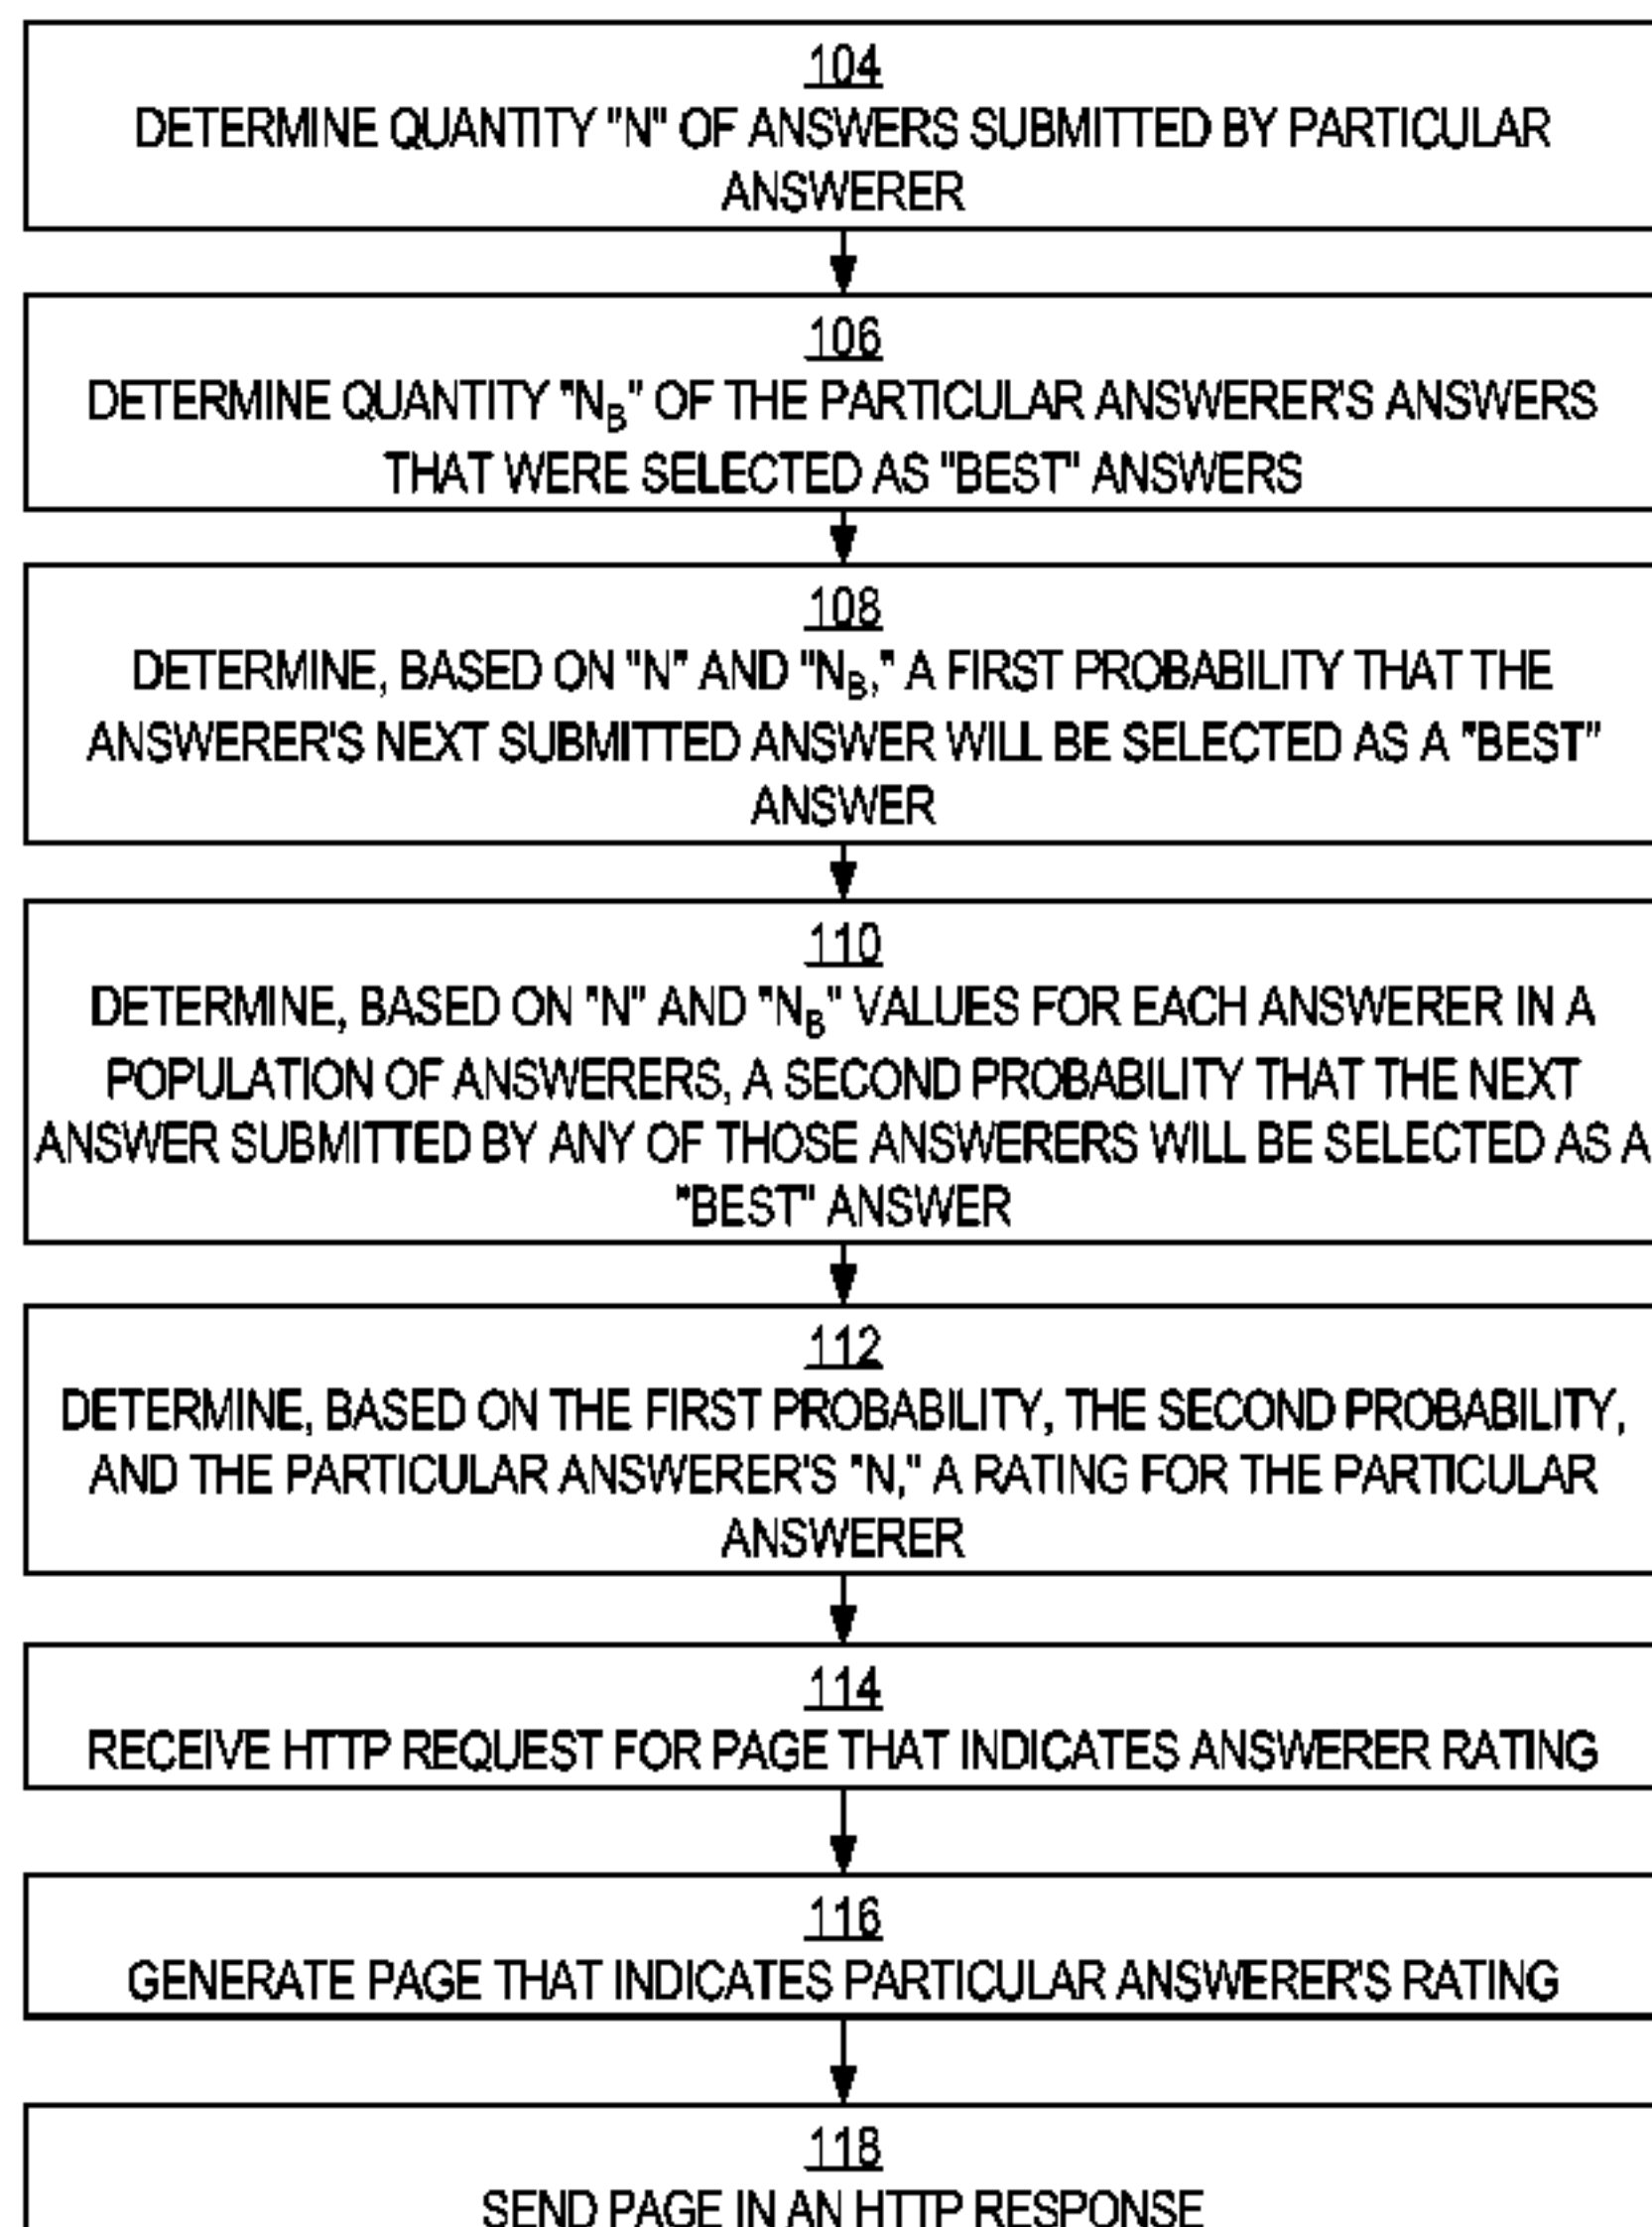 104
DETERMINE QUANTITY "N" OF ANSWERS SUBMITTED BY PARTICULAR
ANSWERER
106
DETERMINE QUANTITY "N_B" OF THE PARTICULAR ANSWERER'S ANSWERS
THAT WERE SELECTED AS "BEST" ANSWERS
108
DETERMINE, BASED ON "N" AND "N_B," A FIRST PROBABILITY THAT THE
ANSWERER'S NEXT SUBMITTED ANSWER WILL BE SELECTED AS A "BEST"
ANSWER
110
DETERMINE, BASED ON "N" AND "N_B" VALUES FOR EACH ANSWERER IN A
POPULATION OF ANSWERERS, A SECOND PROBABILITY THAT THE NEXT
ANSWER SUBMITTED BY ANY OF THOSE ANSWERERS WILL BE SELECTED AS A
"BEST" ANSWER
112
DETERMINE, BASED ON THE FIRST PROBABILITY, THE SECOND PROBABILITY,
AND THE PARTICULAR ANSWERER'S "N," A RATING FOR THE PARTICULAR
ANSWERER
114
RECEIVE HTTP REQUEST FOR PAGE THAT INDICATES ANSWERER RATING
116
GENERATE PAGE THAT INDICATES PARTICULAR ANSWERER'S RATING
118
SEND PAGE IN AN HTTP RESPONSE